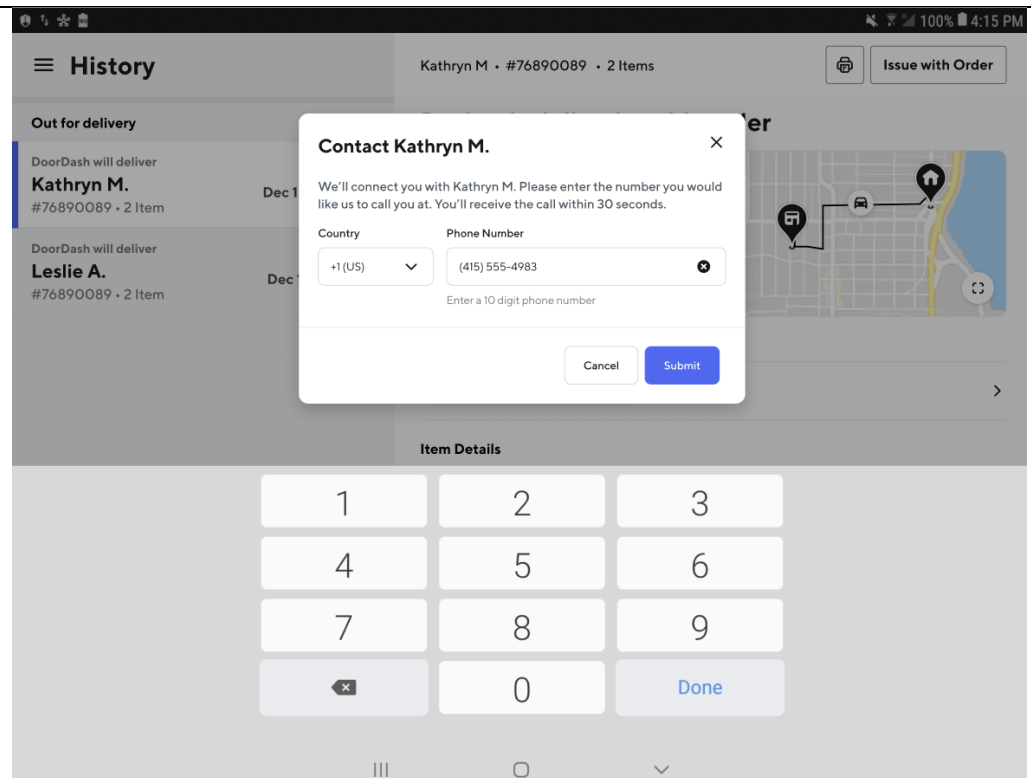 100% 4:15 PM
History
Kathryn M • #76890089 • 2 Items
Issue with Order
Out for delivery
er
DoorDash will deliver
Kathryn M.
Dec 1
#76890089 • 2 Item
DoorDash will deliver
Leslie A.
Dec
#76890089 • 2 Item
Contact Kathryn M.
We’ll connect you with Kathryn M. Please enter the number you would
like us to call you at. You’ll receive the call within 30 seconds.
Country
Phone Number
+1 (US)
(415) 555-4983
Enter a 10 digit phone number
Cancel
Submit
Item Details
1 2 3
4 5 6
7 8 9
0 Done